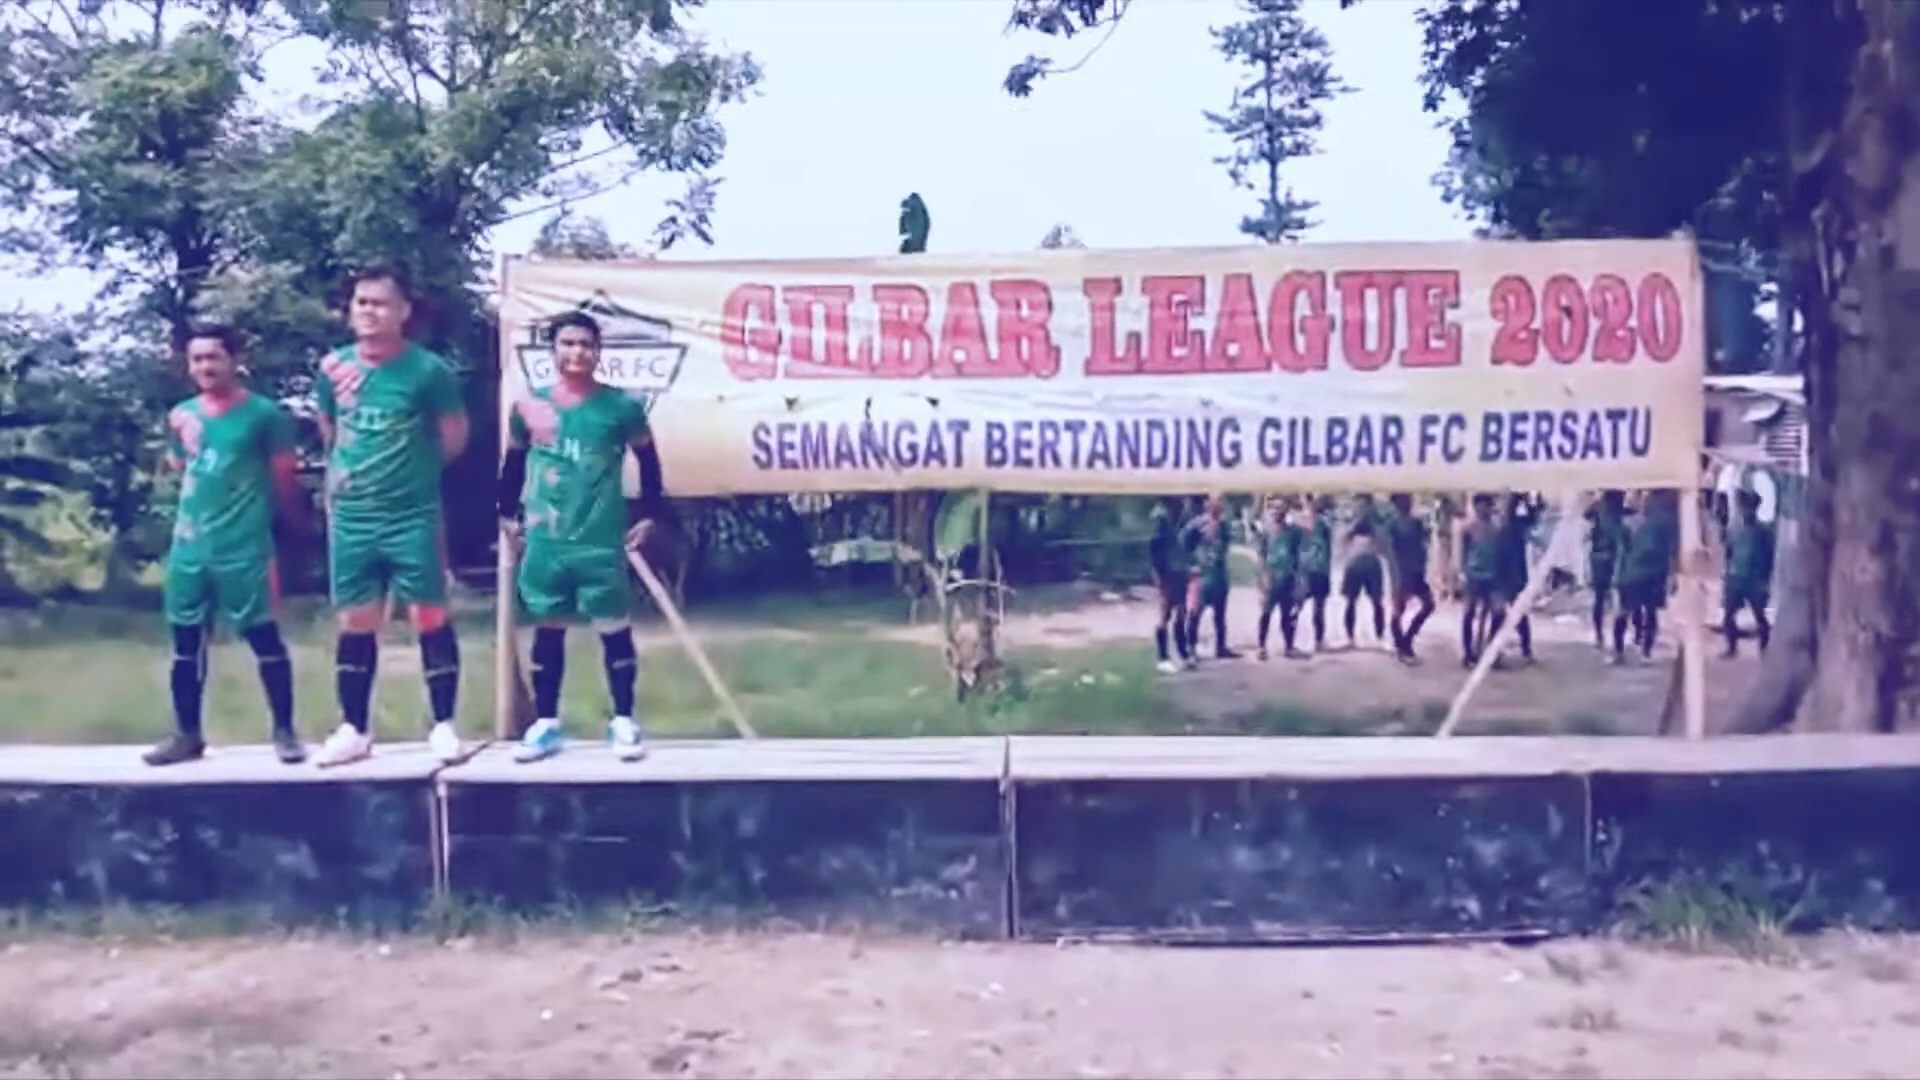 GILBAR LEAGUE 2020
SEMANGAT BERTANDING GILBAR FC BERSATU